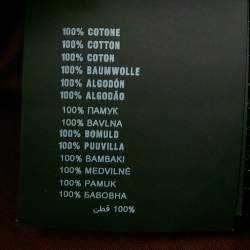 100% COTONE
100% COTTON
100% COTON
100% BAUMWOLLE
100% ALGODÓN
100% ALGODÃO
100% ПАМУК
100% BAVLNA
100% BOMULD
100% PUUVILLA
100% BAMBAKI
100% MEDVILNĖ
100% PAMUK
100% БАВОВНА
100% قطن